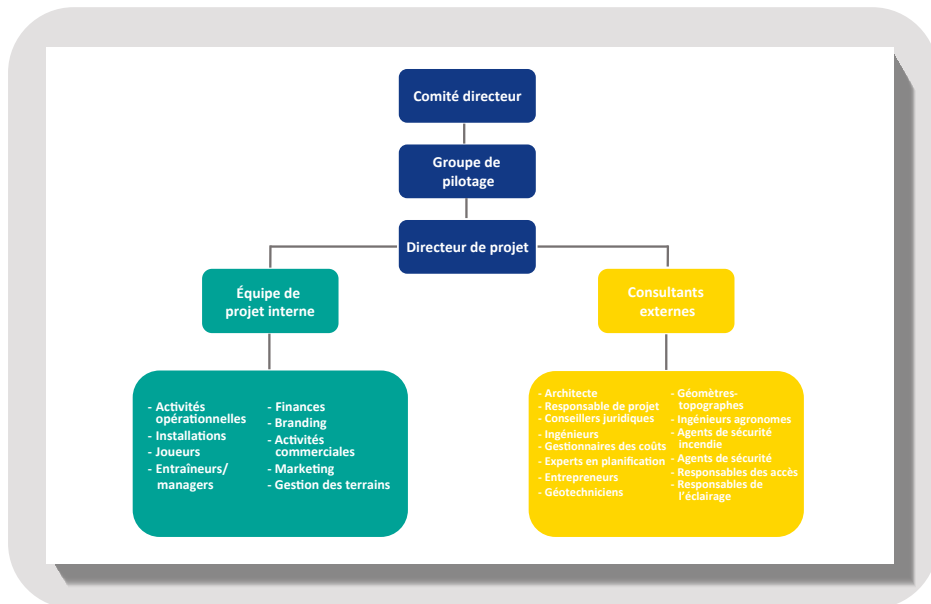 Comité directeur
Groupe de
pilotage
Directeur de projet
Équipe de
projet interne
Consultants
externes
- Activités
opérationnelles
- Installations
- Joueurs
- Entraîneurs/
managers
- Finances
- Branding
- Activités
commerciales
- Marketing
- Gestion des terrains
- Architecte
- Responsable de projet
- Conseillers juridiques
- Ingénieurs
- Gestionnaires des coûts
- Experts en planification
- Entrepreneurs
- Géotechniciens
- Géomètres-
topographes
- Ingénieurs agronomes
- Agents de sécurité
incendie
- Agents de sécurité
- Responsables des accès
- Responsables de
l'éclairage